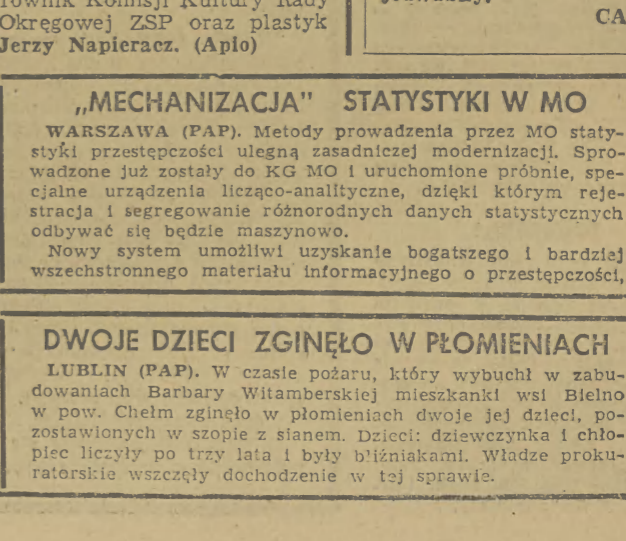 Okręgowej ZSP oraz plastyk
Jerzy Napieracz. (Apio)
CA
„MECHANIZACJA" STATYSTYKI W MO
WARSZAWA (PAP). Metody prowadzenia przez MO staty-
styki przestępczości ulegną zasadniczej modernizacji. Spro-
wadzone już zostały do KG MO i uruchomione próbnie, spe-
cjalne urządzenia licząco-analityczne, dzięki którym reje-
stracja i segregowanie różnorodnych danych statystycznych
odbywać się będzie maszynowo.
Nowy system umożliwi uzyskanie bogatszego i bardziej
wszechstronnego materiału informacyjnego o przestępczości,
DWOJE DZIECI ZGINĘŁO W PŁOMIENIACH
LUBLIN (PAP). W czasie pożaru, który wybuchł w zabu-
dowaniach Barbary Witamberskiej mieszkanki wsi Bielno
w pow. Chełm zginęło w płomieniach dwoje jej dzieci, po-
zostawionych w szopie z sianem. Dzieci: dziewczynka i chło-
piec liczyły po trzy lata i były bliźniakami. Władze proku-
ratorskie wszczęły dochodzenie w tej sprawie.